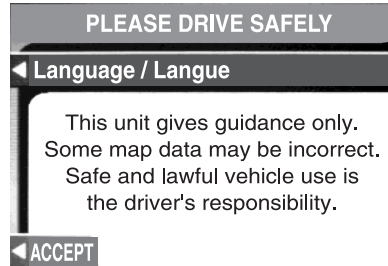 PLEASE DRIVE SAFELY
Language / Langue
This unit gives guidance only.
Some map data may be incorrect.
Safe and lawful vehicle use is
the driver's responsibility.
ACCEPT